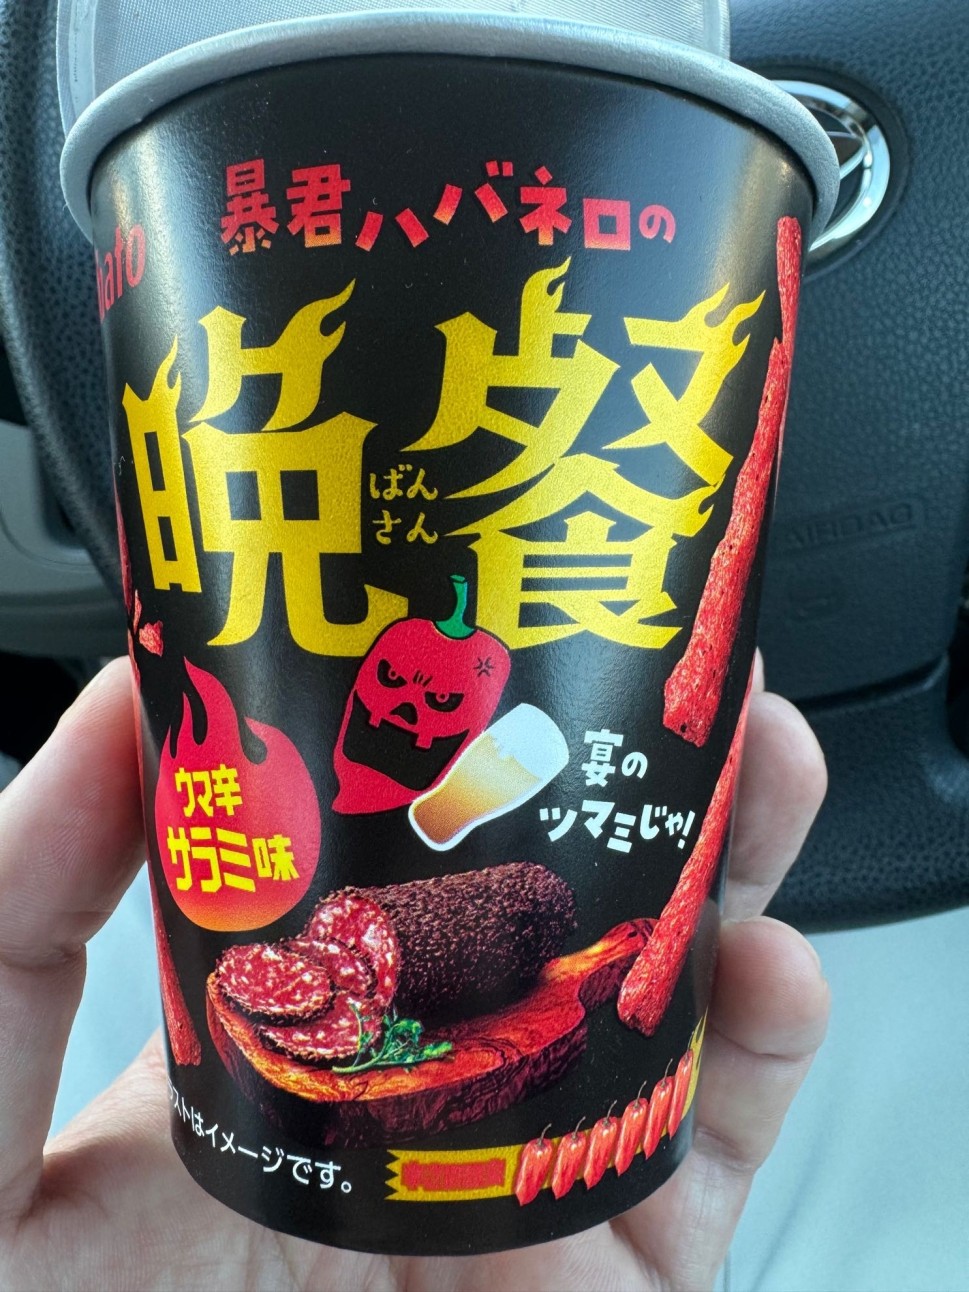 暴君ハバネロの
晩餐
ばん
さん
ウマ辛
サラミ味
宴の
ツマミじゃ!
ストはイメージです。
AIRBAG